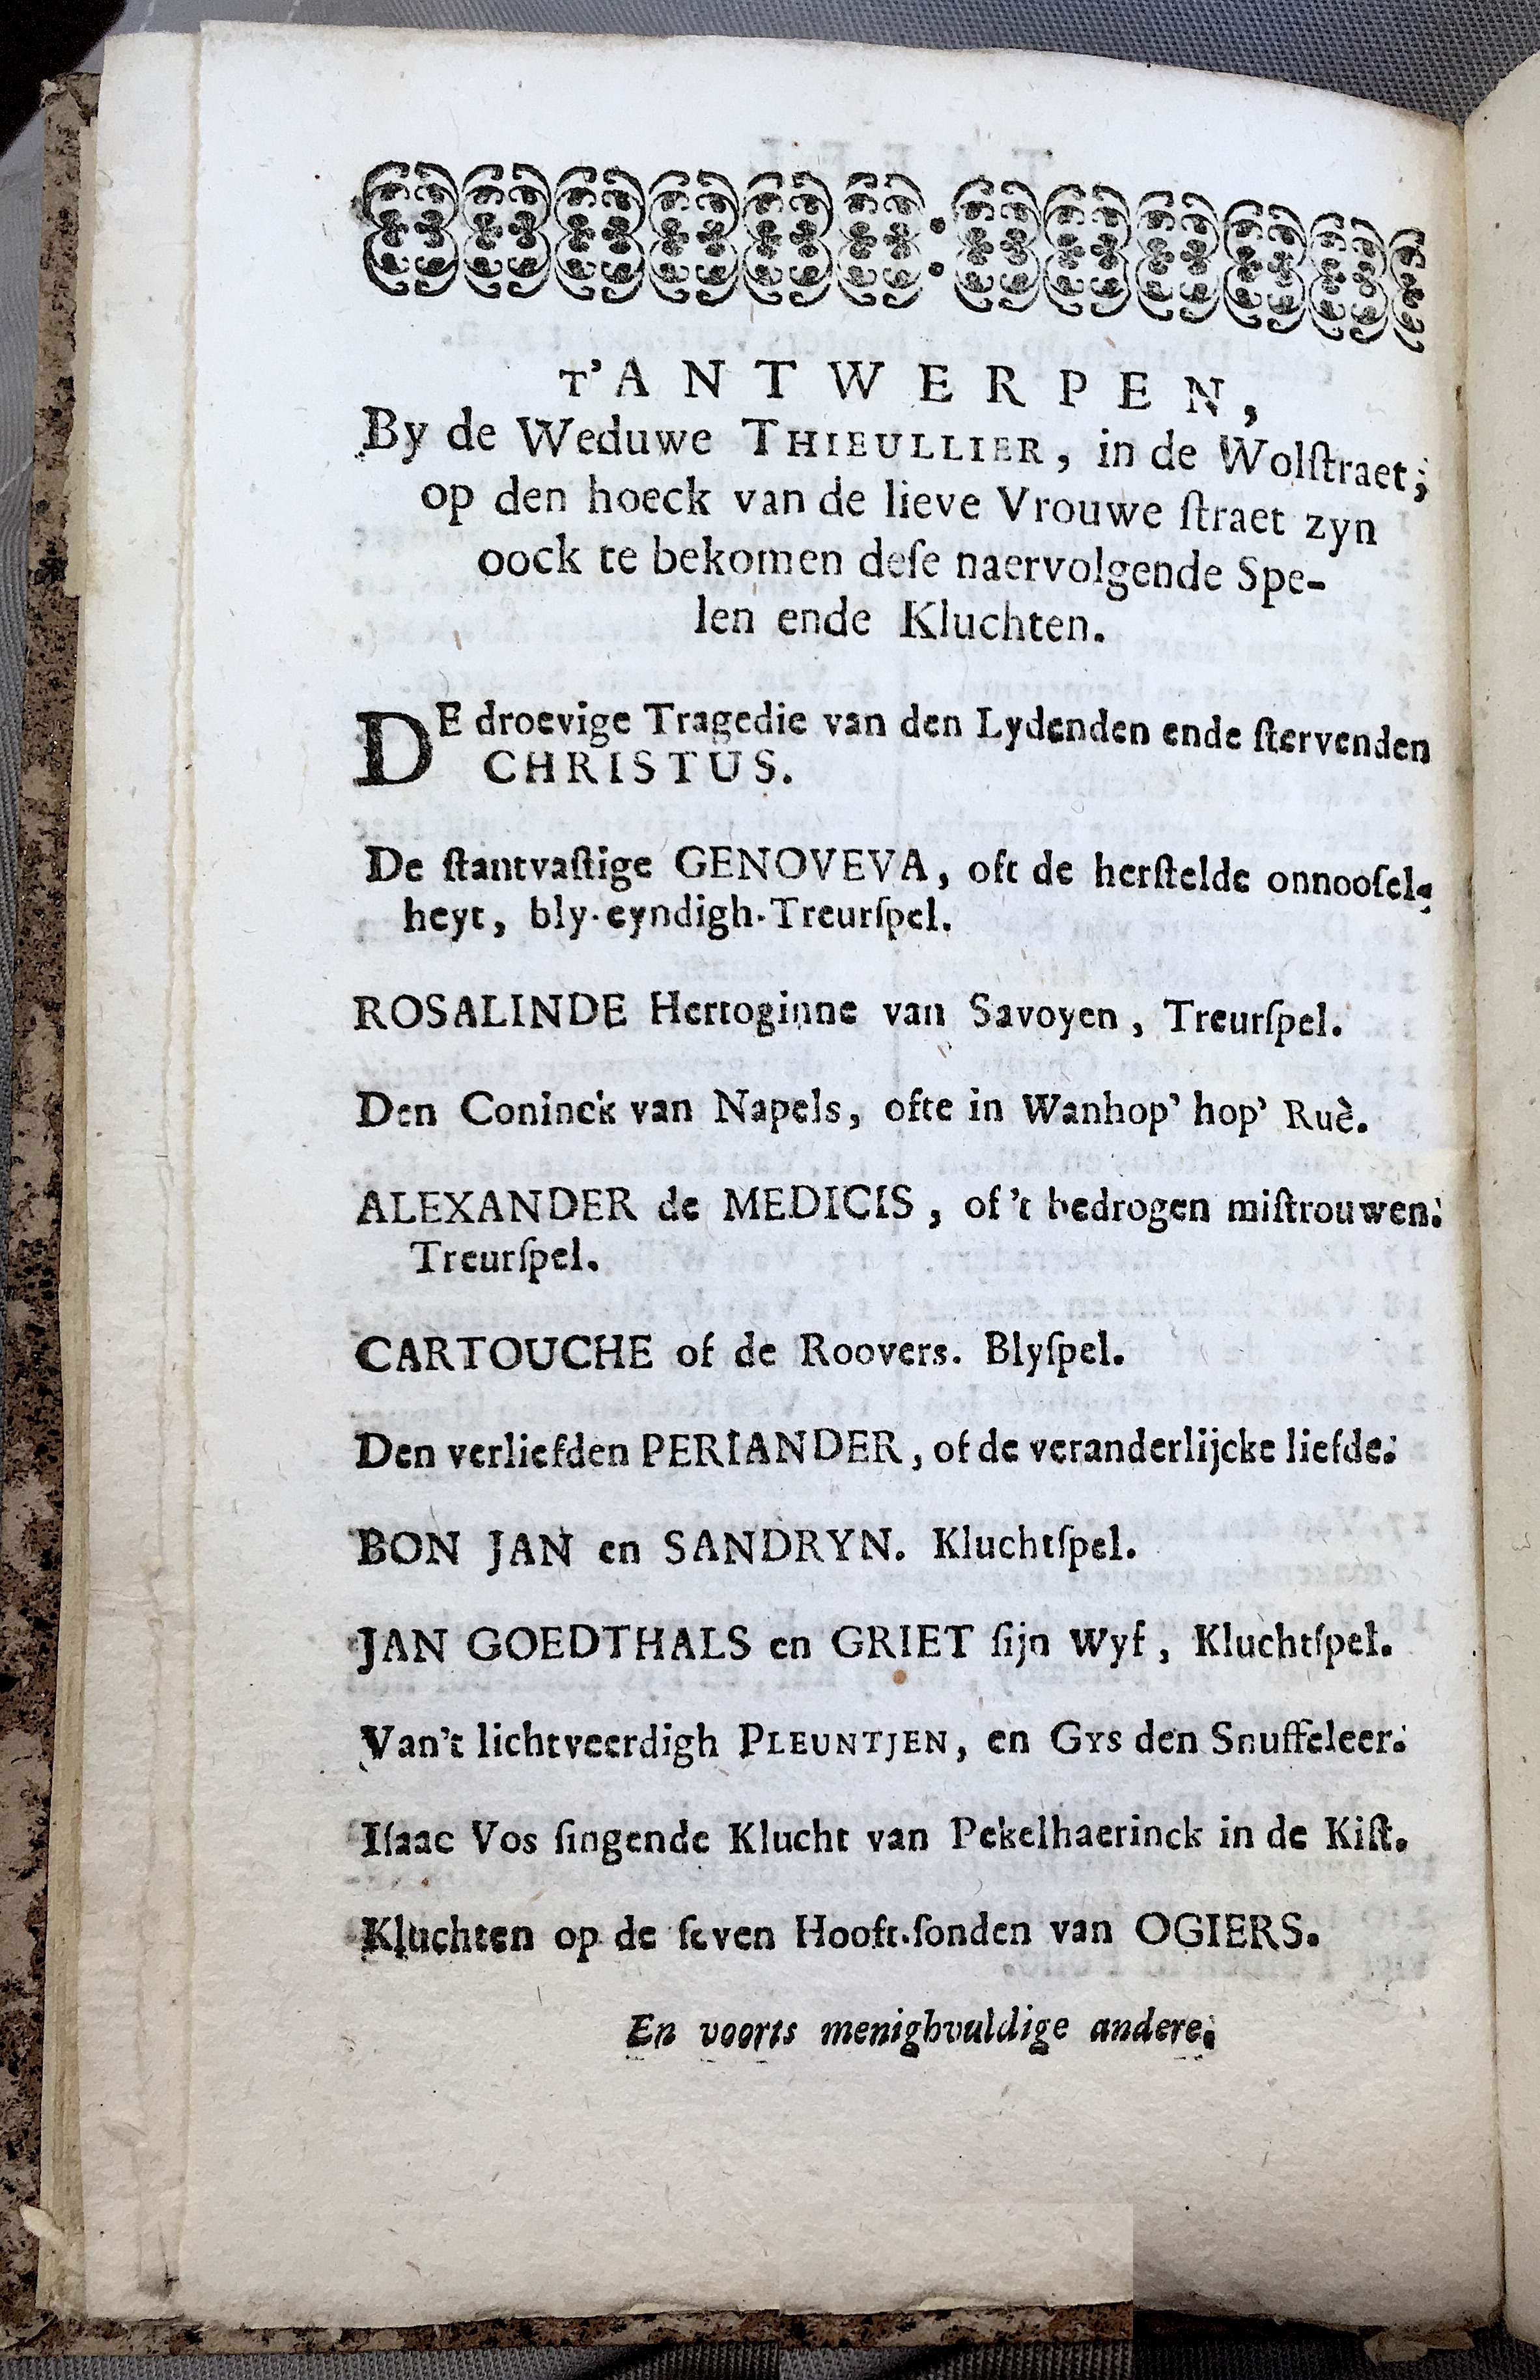 T'ANTWERPEN,
By de Weduwe THIEULLIER, in de Wolſtraet;
op den hoeck van de lieve Vrouwe ſtraet zyn
oock te bekomen deſe naervolgende Spe-
len ende Kluchten.
DE droevige Tragedie van den Lydenden ende ſtervenden
CHRISTUS.
De ſtantvaſtige GENOVEVA, oft de herſtelde onnooſel-
heyt, bly-eyndigh-Treurſpel.
ROSALINDE Hertoginne van Savoyen, Treurſpel.
Den Coninck van Napels, ofte in Wanhop' hop' Ruè.
ALEXANDER de MEDICIS, of 't bedrogen miſtrouwen.
Treurſpel.
CARTOUCHE of de Roovers. Blyſpel.
Den verliefden PERIANDER, of de veranderlijcke liefde.
BON JAN en SANDRYN. Kluchtſpel.
JAN GOEDTHALS en GRIET ſijn Wyf, Kluchtſpel.
Van't lichtveerdigh PLEUNTJEN, en GYS den Snuffeleer.
Iſaac Vos ſingende Klucht van Pekelhaerinck in de Kiſt.
Kluchten op de ſeven Hooft-ſonden van OGIERS.
En voorts menighvuldige andere.